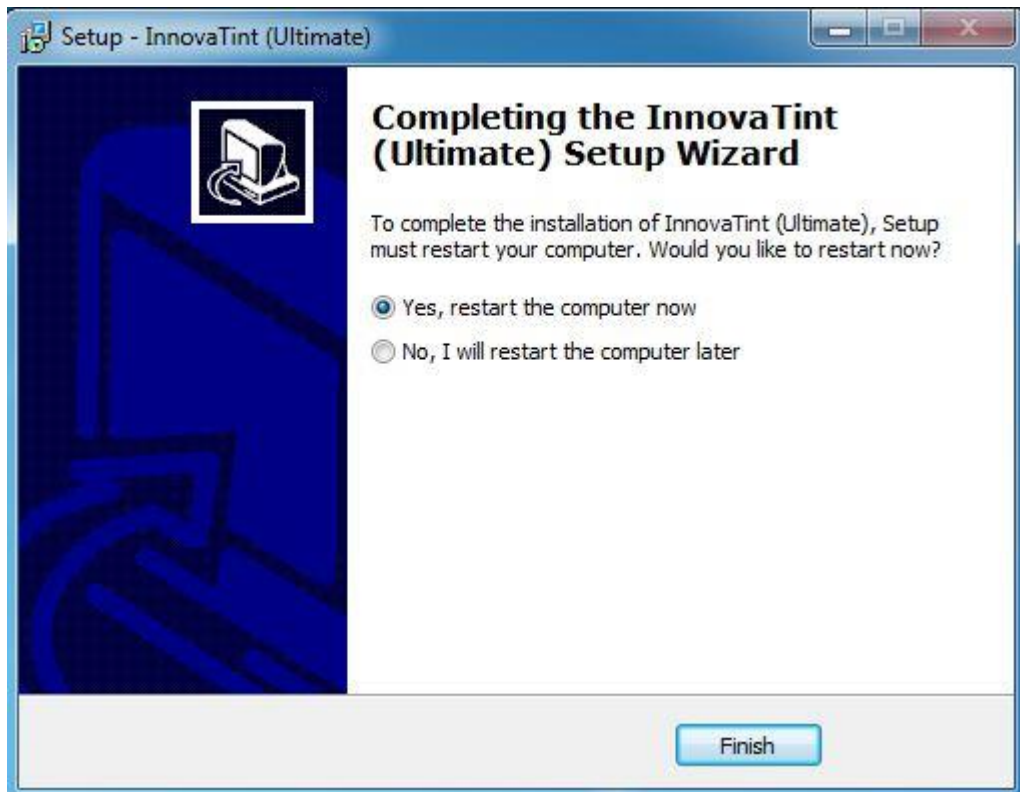 Setup - InnovaTint (Ultimate)
Completing the InnovaTint
(Ultimate) Setup Wizard
To complete the installation of InnovaTint (Ultimate), Setup
must restart your computer. Would you like to restart now?
Yes, restart the computer now
No, I will restart the computer later
Finish